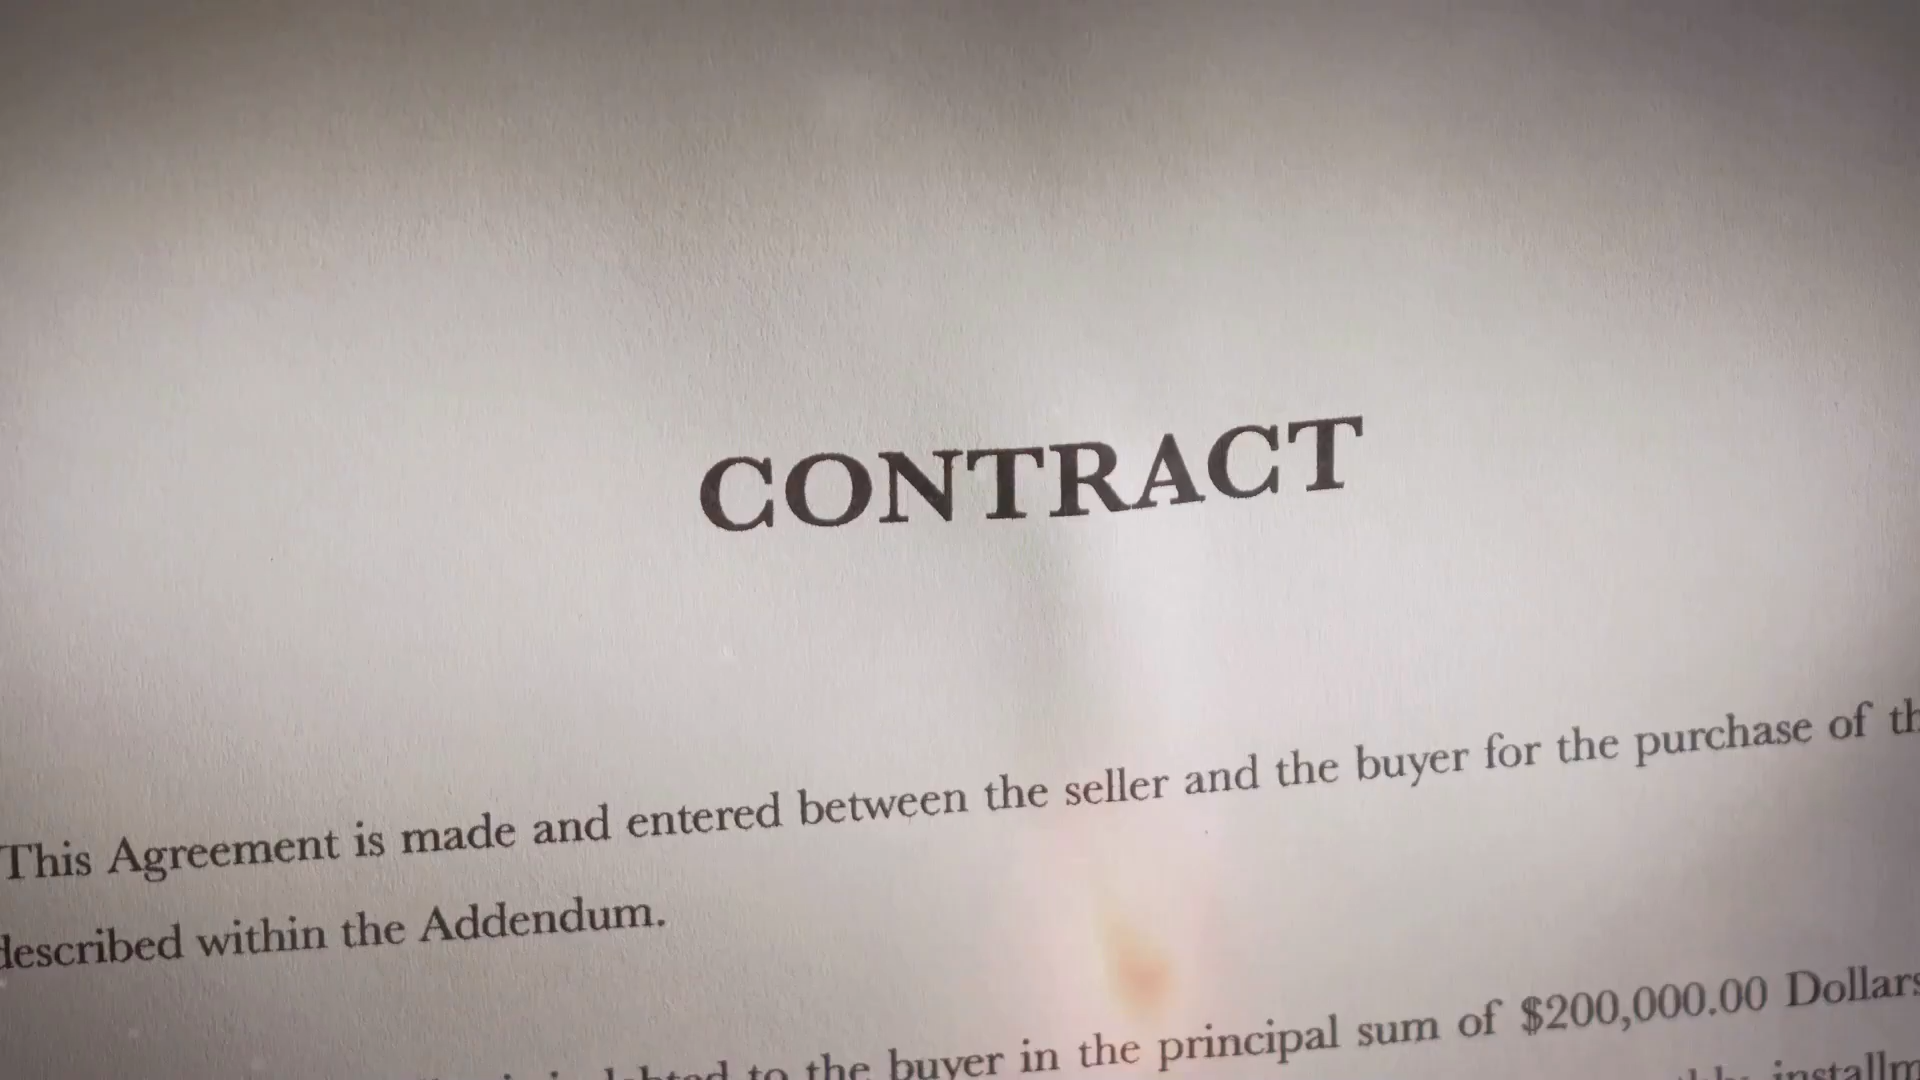 CONTRACT
This Agreement is made and entered between the seller and the buyer for the purchase of
described within the Addendum.
to the buyer in the principal sum of $200,000.00 Dollars